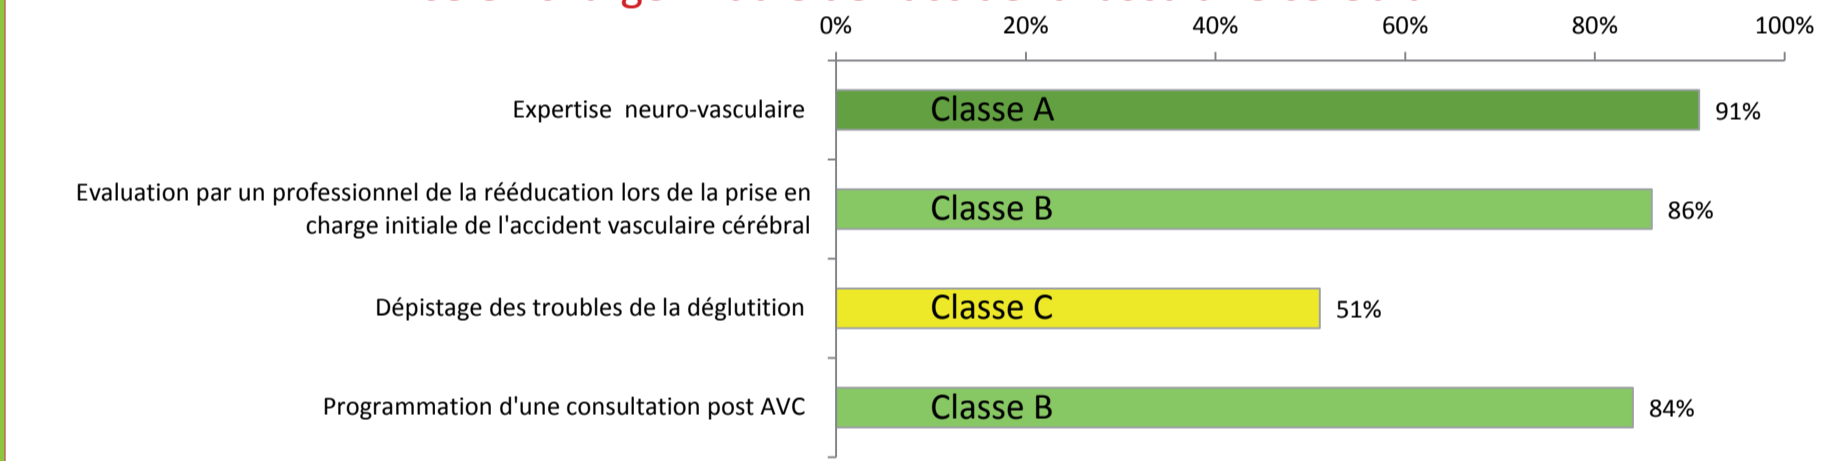 0% 20% 40% 60% 80% 100%
Expertise neuro-vasculaire Classe A 91%
Evaluation par un professionnel de la rééducation lors de la prise en
charge initiale de l'accident vasculaire cérébral Classe B 86%
Dépistage des troubles de la déglutition Classe C 51%
Programmation d'une consultation post AVC Classe B 84%